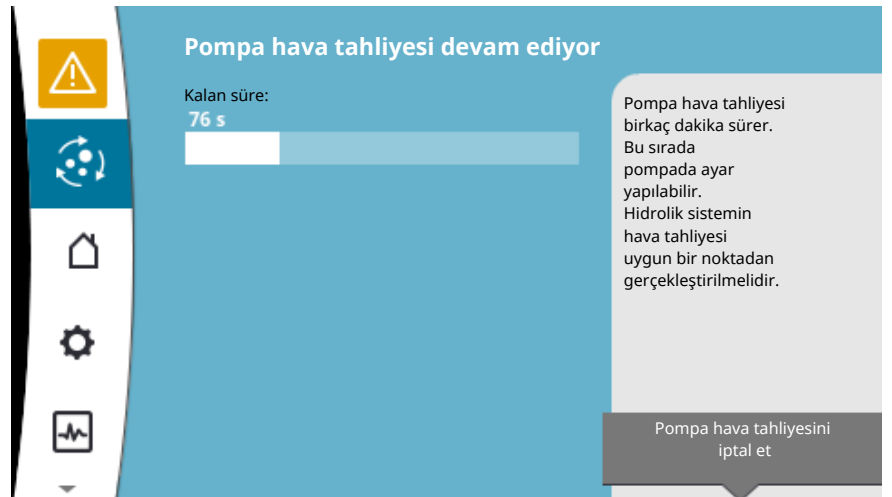 Pompa hava tahliyesi devam ediyor
Kalan süre:
76 s
Pompa hava tahliyesi
birkaç dakika sürer.
Bu sırada
pompada ayar
yapılabilir.
Hidrolik sistemin
hava tahliyesi
uygun bir noktadan
gerçekleştirilmelidir.
Pompa hava tahliyesini
iptal et